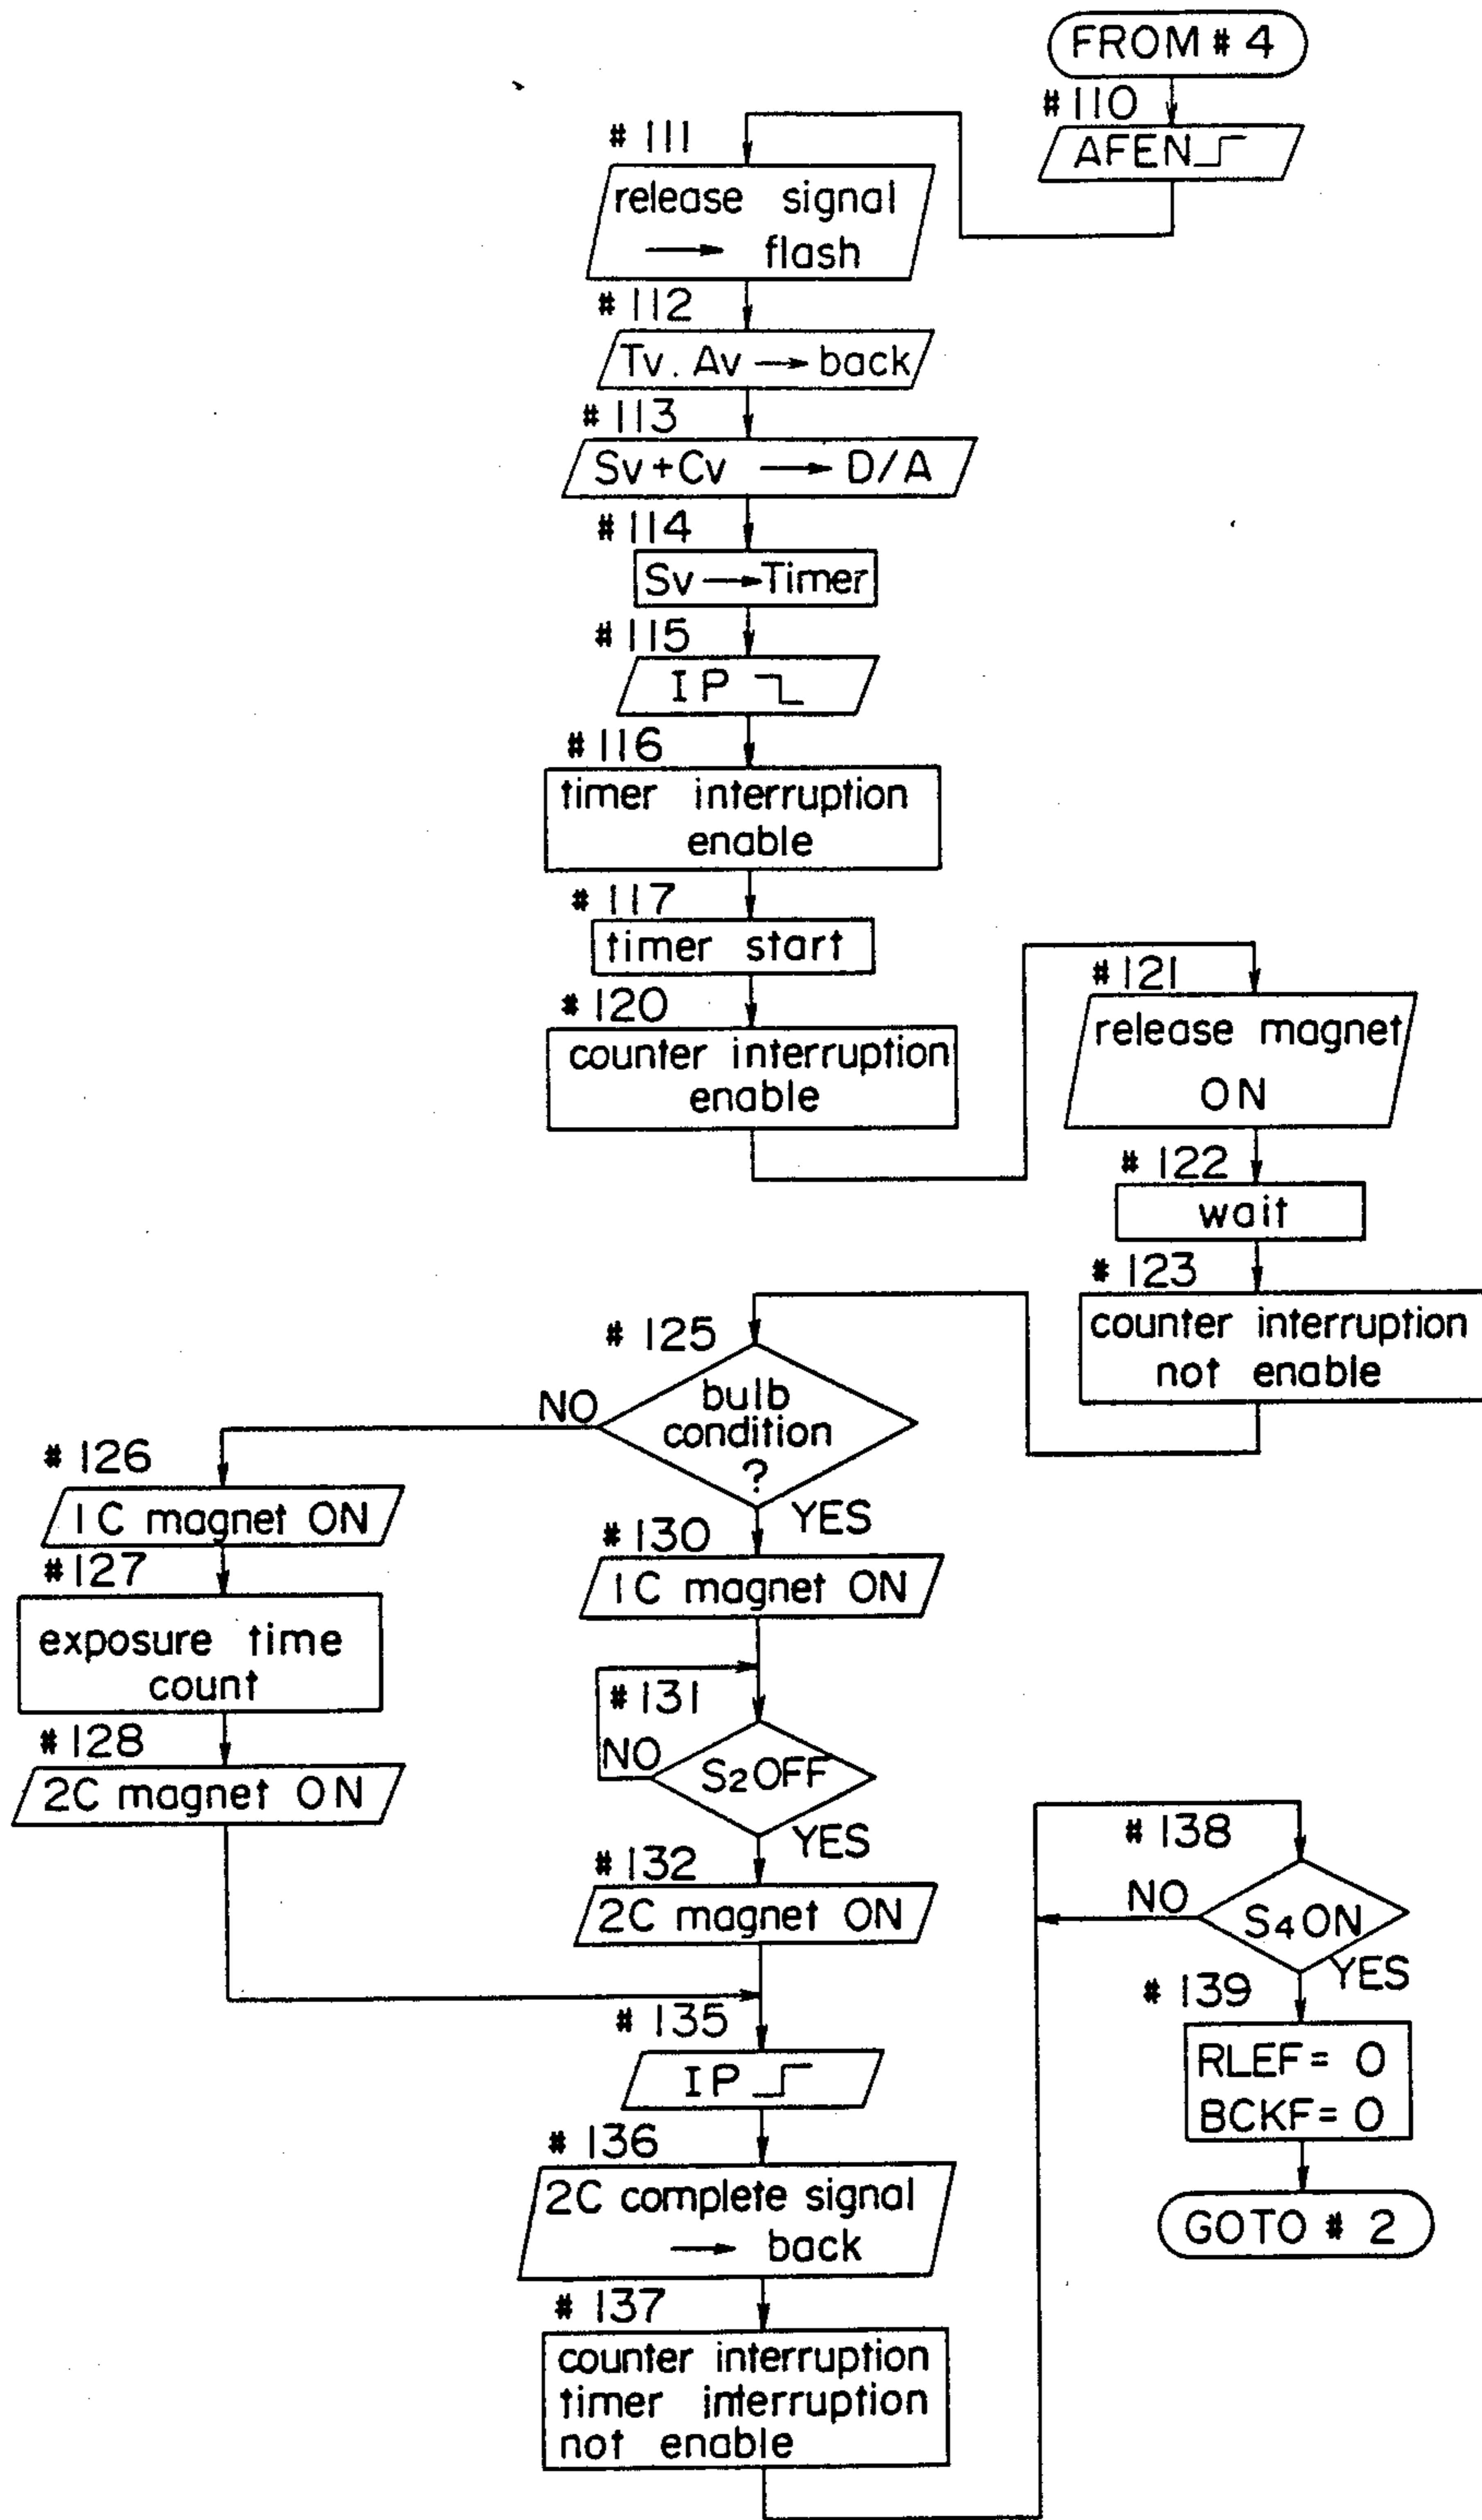 FROM # 4
# 110
AFEN
# 111
release signal
→ flash
# 112
Tv. Av → back
# 113
Sv+Cv → D/A
# 114
Sv → Timer
# 115
IP
# 116
timer interruption
enable
# 117
timer start
# 120
counter interruption
enable
# 121
release magnet
ON
# 122
wait
# 123
counter interruption
not enable
# 125
bulb
condition
?
NO
YES
# 126
1C magnet ON
# 127
exposure time
count
# 128
2C magnet ON
# 130
1C magnet ON
# 131
S2OFF
NO
YES
# 132
2C magnet ON
# 135
IP
# 136
2C complete signal
→ back
# 137
counter interruption
timer interruption
not enable
# 138
S4ON
NO
YES
# 139
RLEF= 0
BCKF= 0
GOTO # 2